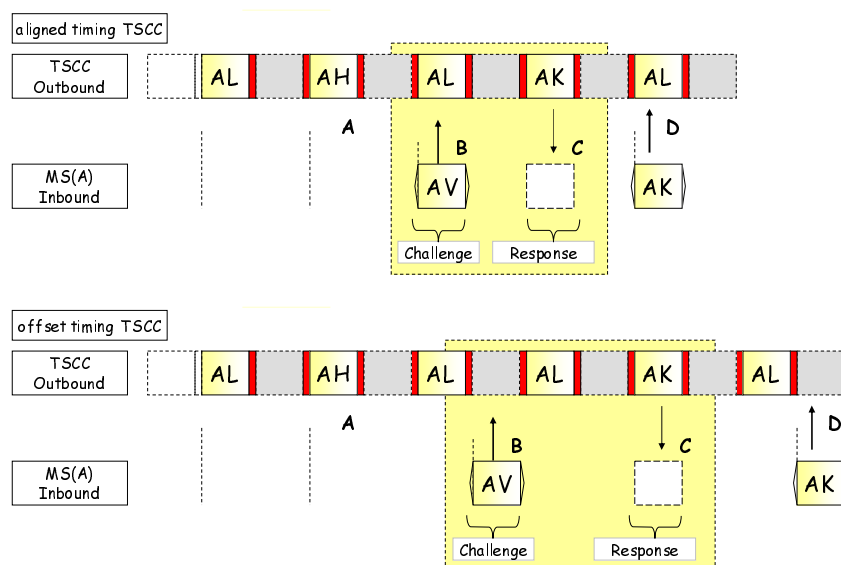 aligned timing TSCC
TSCC
Outbound
AL
AH
AL
AK
AL
A
B
C
D
MS(A)
Inbound
AV
AK
Challenge
Response
offset timing TSCC
TSCC
Outbound
AL
AH
AL
AL
AK
AL
A
B
C
D
MS(A)
Inbound
AV
AK
Challenge
Response